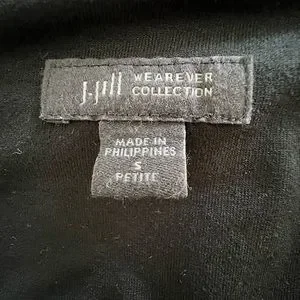 J.Jill WEAREVER
COLLECTION
MADE IN
PHILIPPINES
S
PETITE